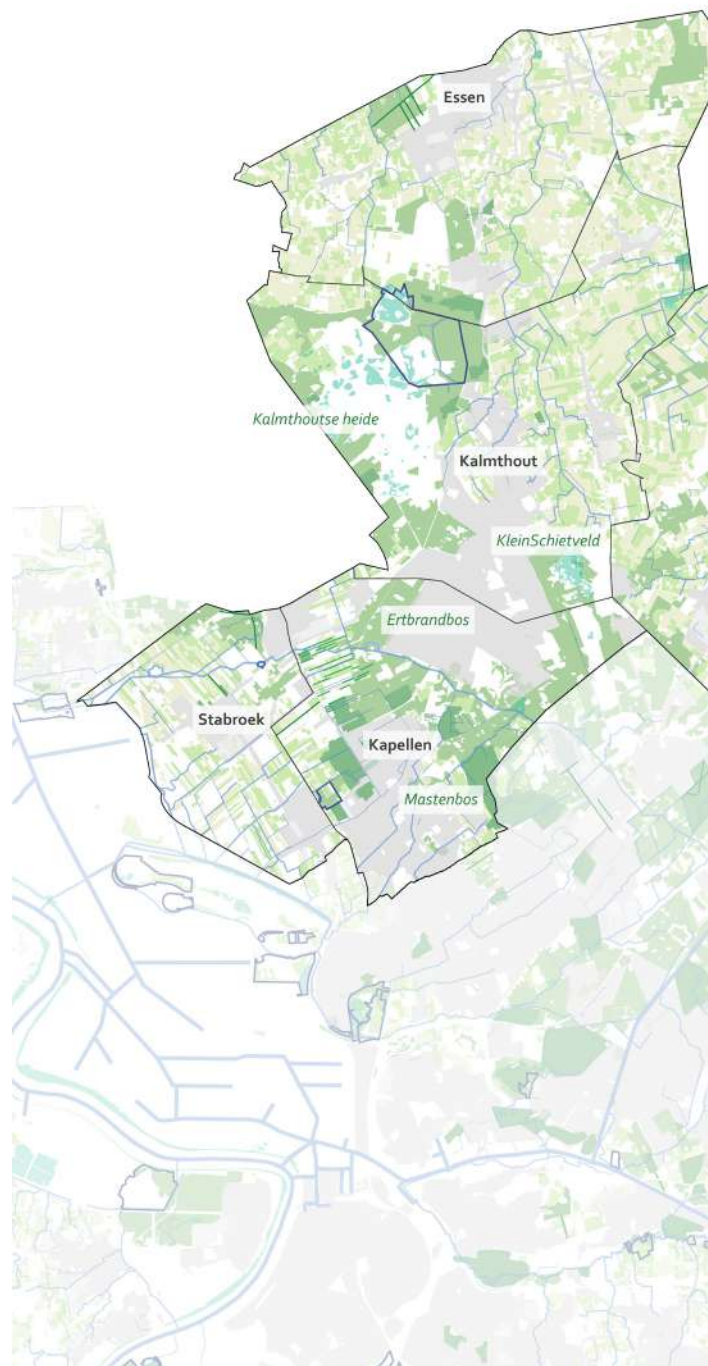 Essen
Kalmthoutse heide
Kalmthout
KleinSchietveld
Ertbrandbos
Stabroek
Kapellen
Mastenbos